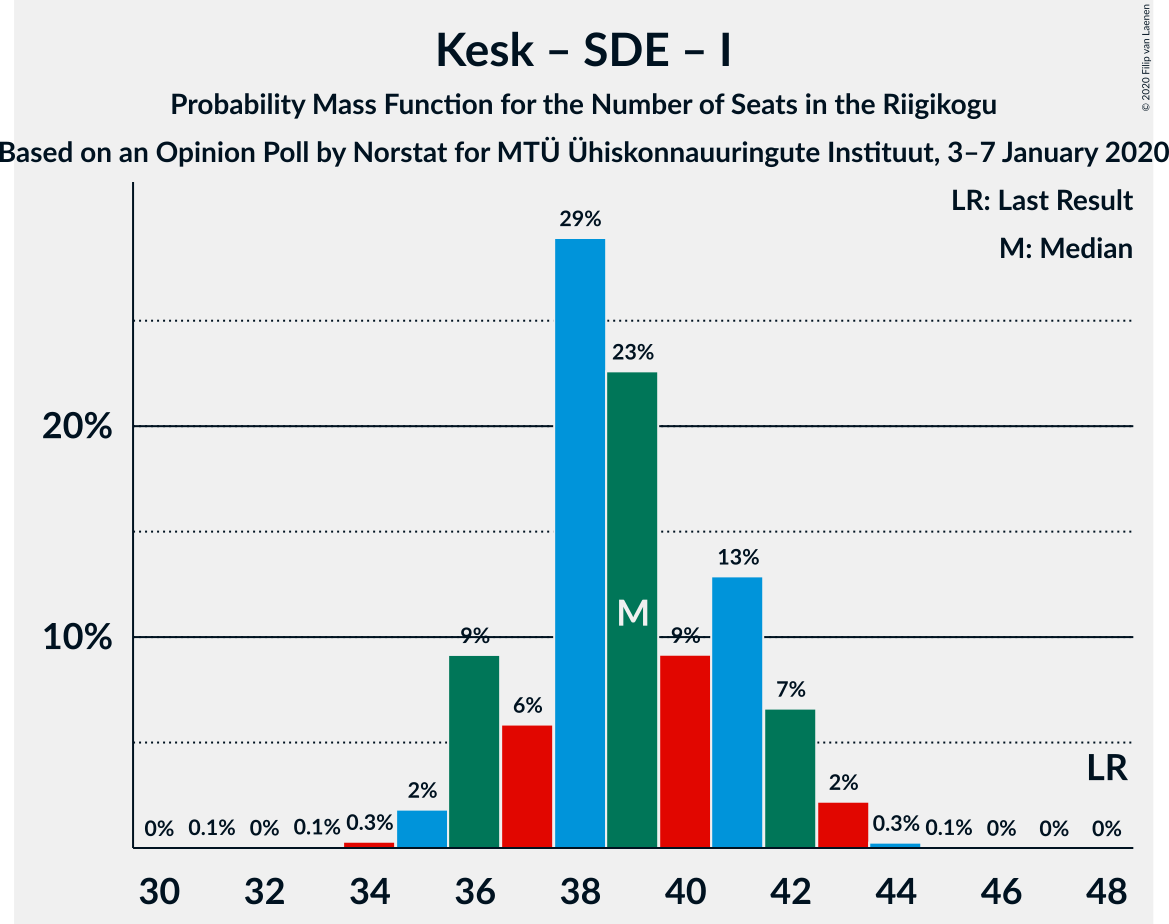 © 2020 Filip van Laenen
Kesk – SDE – I
Probability Mass Function for the Number of Seats in the Riigikogu
Based on an Opinion Poll by Norstat for MTÜ Ühiskonnauuringute Instituut, 3–7 January 2020
LR: Last Result
M: Median
20%
10%
0% 0.1% 0% 0.1% 0.3% 2% 9% 6% 29% 23% 9% 13% 7% 2% 0.3% 0.1% 0% 0% 0%
M
LR
30 32 34 36 38 40 42 44 46 48